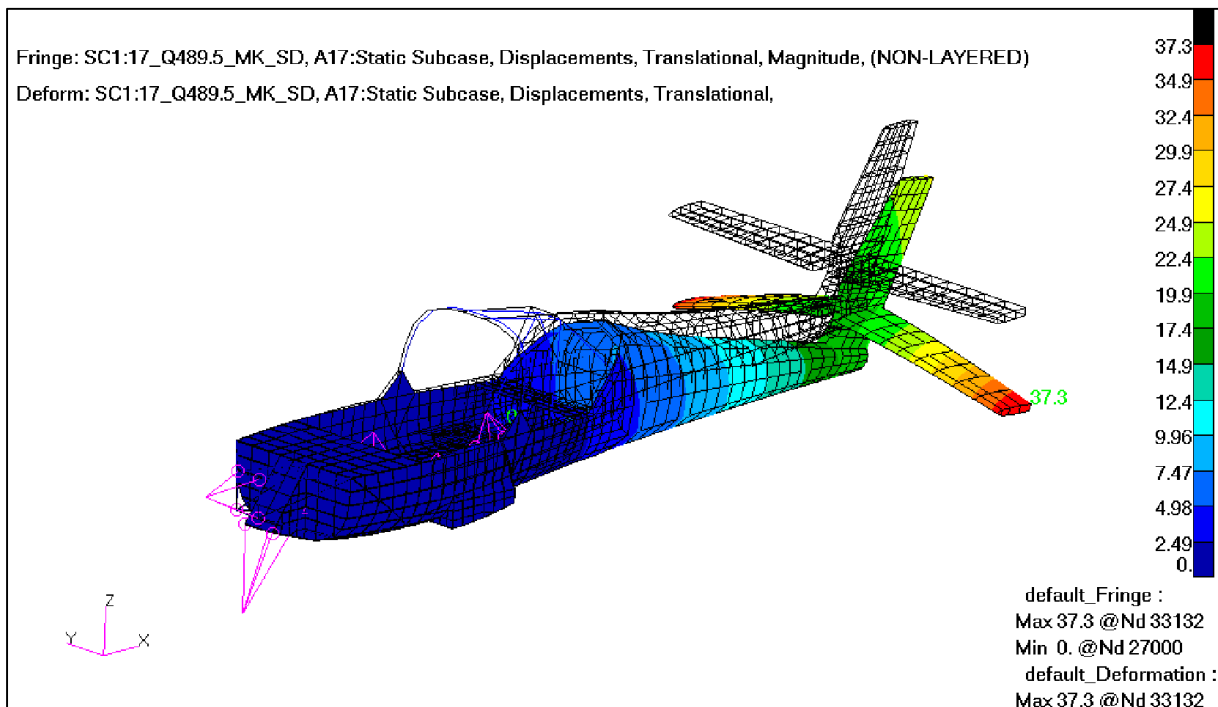 Fringe: SC1:17_Q489.5_MK_SD, A17:Static Subcase, Displacements, Translational, Magnitude, (NON-LAYERED)
Deform: SC1:17_Q489.5_MK_SD, A17:Static Subcase, Displacements, Translational,
37.3
34.9
32.4
29.9
27.4
24.9
22.4
19.9
17.4
14.9
12.4
9.96
7.47
4.98
2.49
0.
37.3
Z
Y
X
default_Fringe :
Max 37.3 @Nd 33132
Min 0. @Nd 27000
default_Deformation :
Max 37.3 @Nd 33132